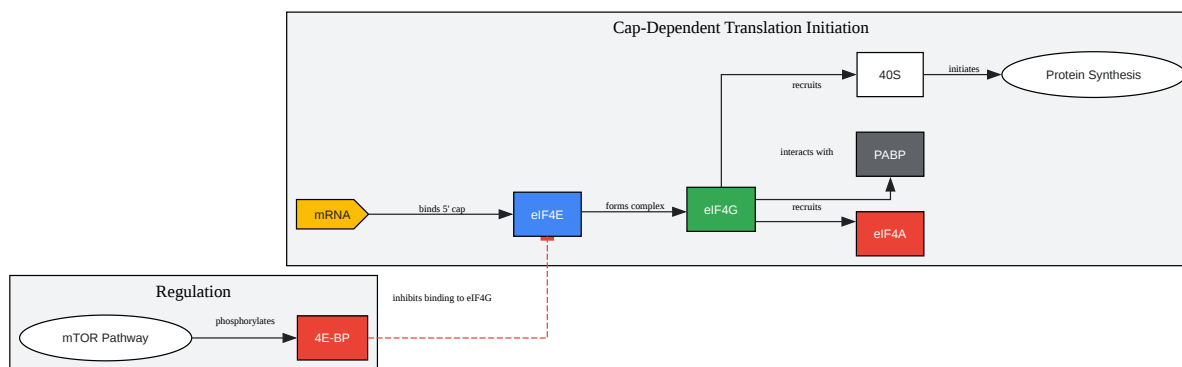 Cap-Dependent Translation Initiation
40S
initiates
Protein Synthesis
recruits
interacts with
PABP
mRNA
binds 5' cap
eIF4E
forms complex
eIF4G
recruits
eIF4A
Regulation
inhibits binding to eIF4G
mTOR Pathway
phosphorylates
4E-BP